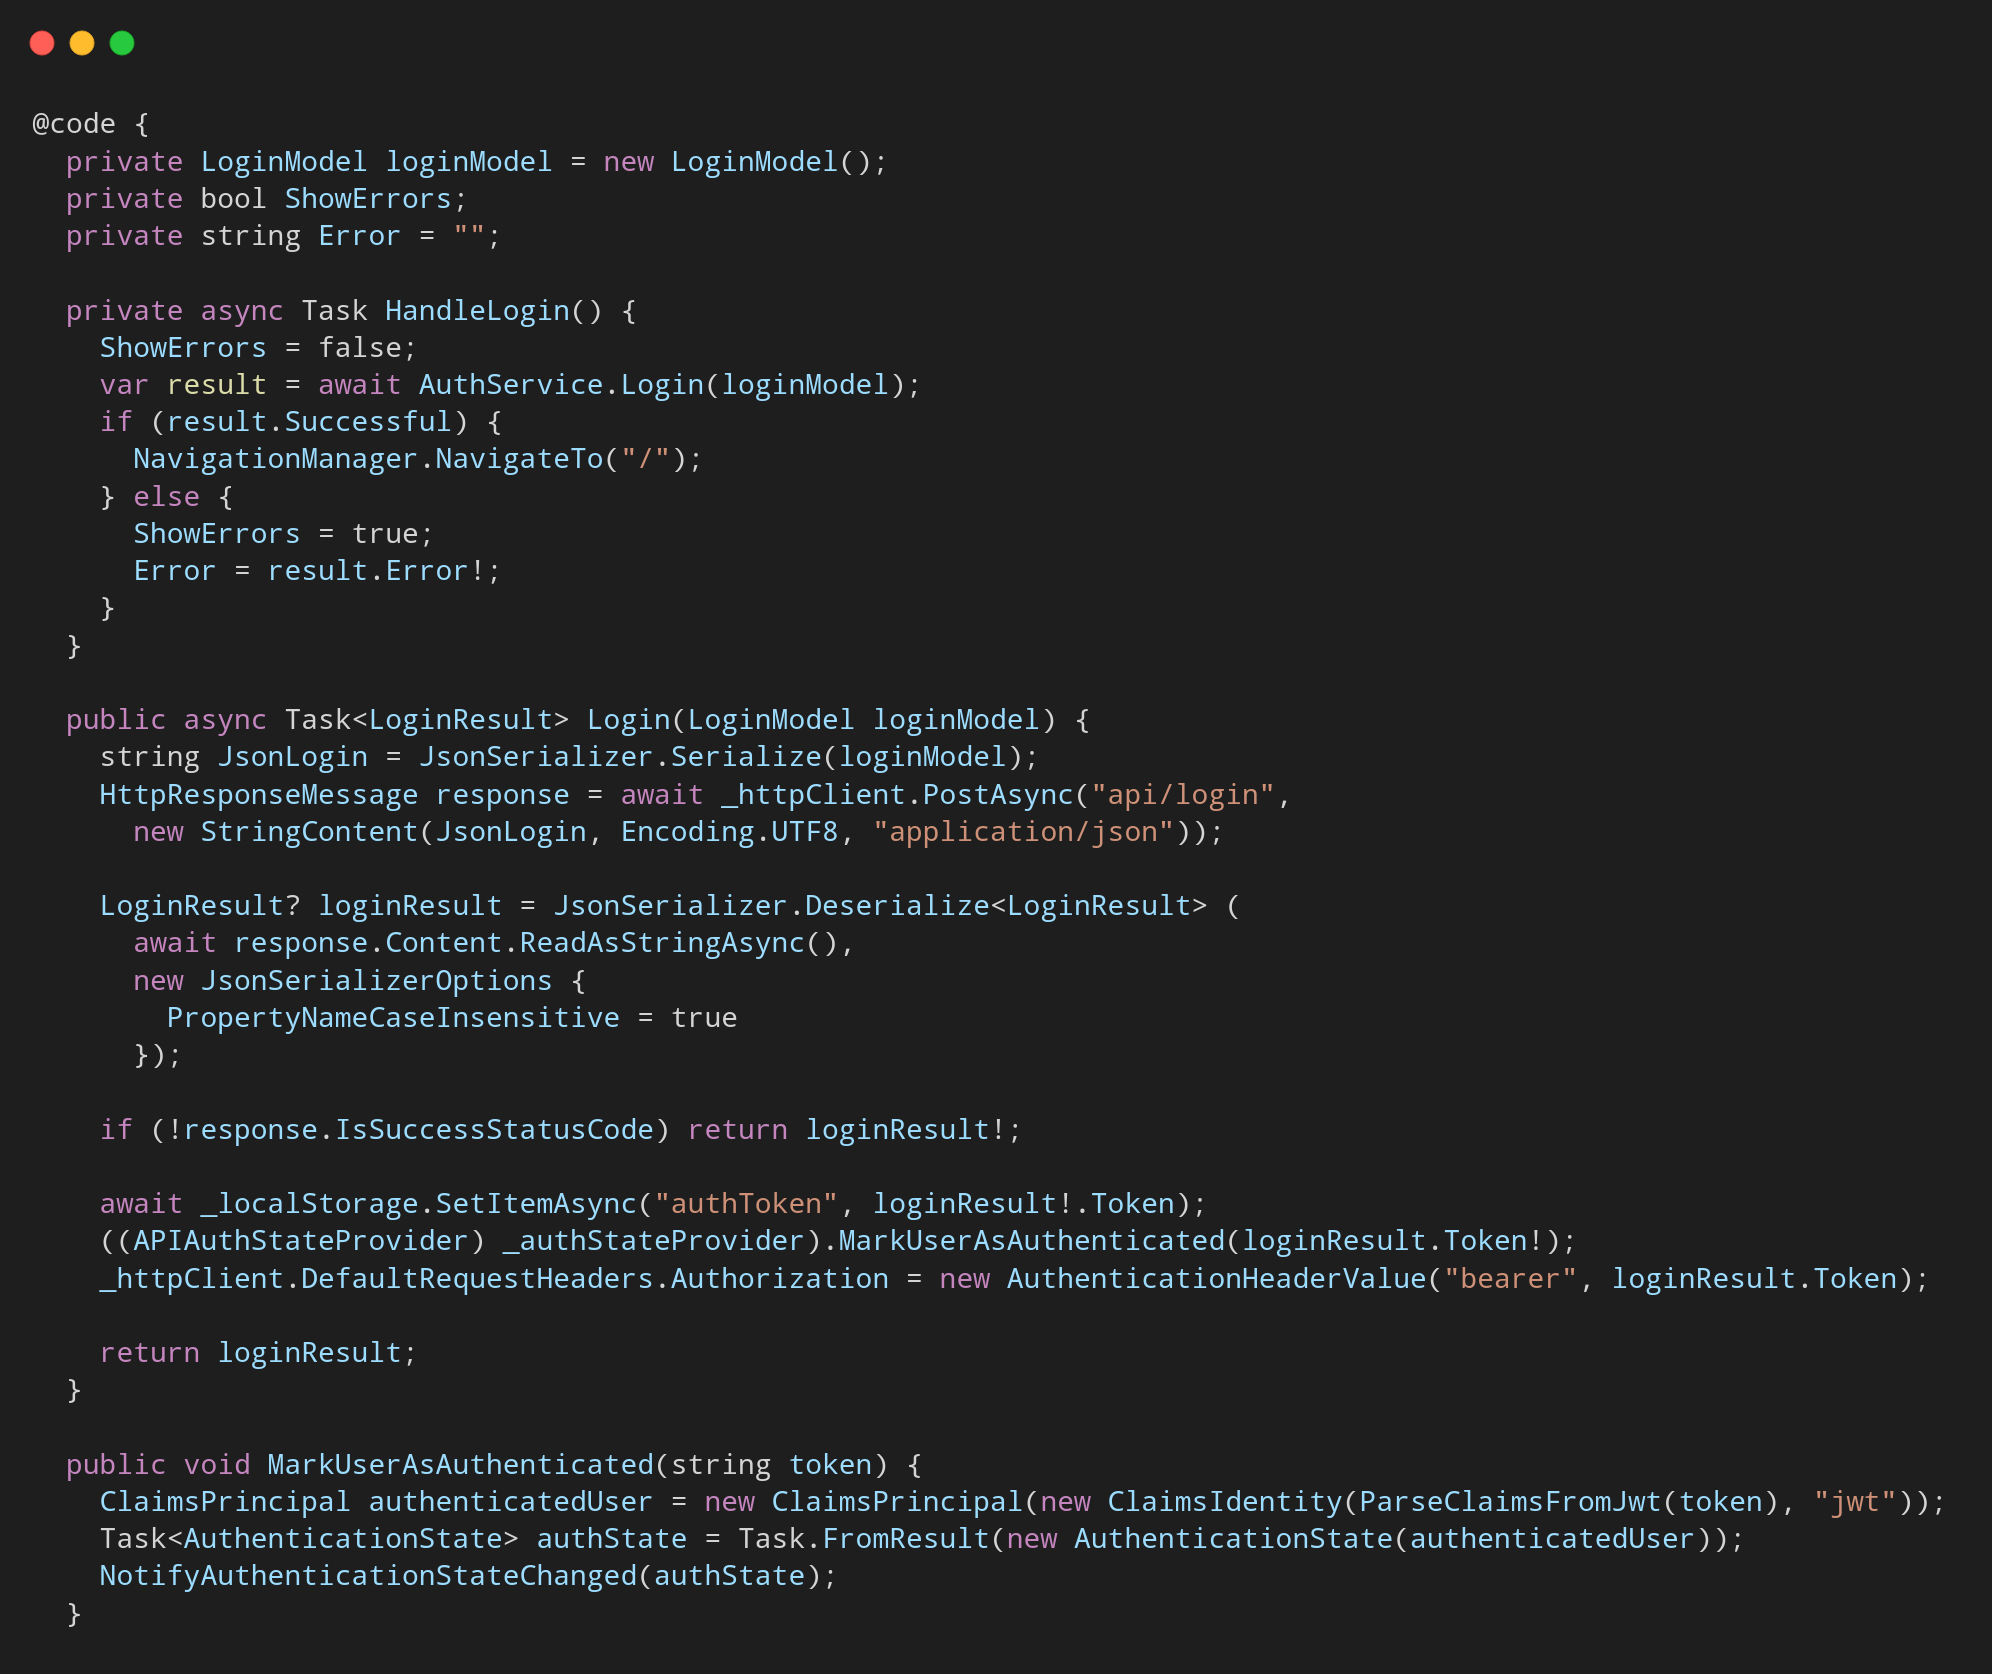 @code {
  private LoginModel loginModel = new LoginModel();
  private bool ShowErrors;
  private string Error = "";

  private async Task HandleLogin() {
    ShowErrors = false;
    var result = await AuthService.Login(loginModel);
    if (result.Successful) {
      NavigationManager.NavigateTo("/");
    } else {
      ShowErrors = true;
      Error = result.Error!;
    }
  }

  public async Task<LoginResult> Login(LoginModel loginModel) {
    string JsonLogin = JsonSerializer.Serialize(loginModel);
    HttpResponseMessage response = await _httpClient.PostAsync("api/login",
      new StringContent(JsonLogin, Encoding.UTF8, "application/json"));

    LoginResult? loginResult = JsonSerializer.Deserialize<LoginResult> (
      await response.Content.ReadAsStringAsync(),
      new JsonSerializerOptions {
        PropertyNameCaseInsensitive = true
      });

    if (!response.IsSuccessStatusCode) return loginResult!;

    await _localStorage.SetItemAsync("authToken", loginResult!.Token);
    ((APIAuthStateProvider) _authStateProvider).MarkUserAsAuthenticated(loginResult.Token!);
    _httpClient.DefaultRequestHeaders.Authorization = new AuthenticationHeaderValue("bearer", loginResult.Token);

    return loginResult;
  }

  public void MarkUserAsAuthenticated(string token) {
    ClaimsPrincipal authenticatedUser = new ClaimsPrincipal(new ClaimsIdentity(ParseClaimsFromJwt(token), "jwt"));
    Task<AuthenticationState> authState = Task.FromResult(new AuthenticationState(authenticatedUser));
    NotifyAuthenticationStateChanged(authState);
  }